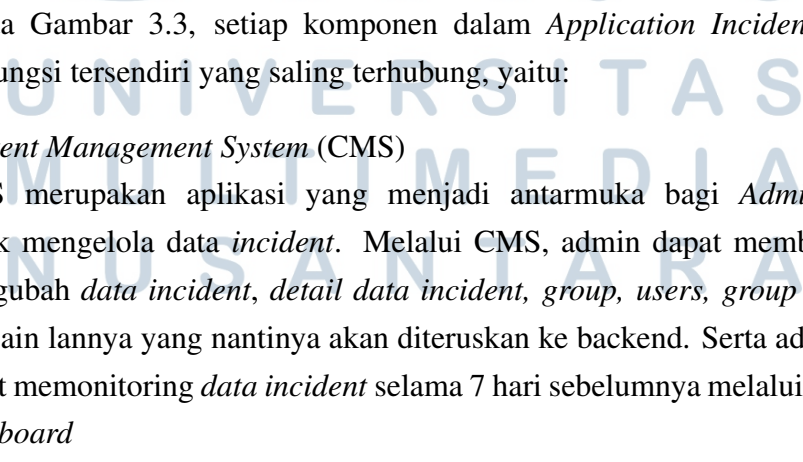 a Gambar 3.3, setiap komponen dalam Application Inciden
ungsi tersendiri yang saling terhubung, yaitu:
UNIVERSITAS
ent Management System (CMS)
MULTIMEDIA
S merupakan aplikasi yang menjadi antarmuka bagi Admi
k mengelola data incident. Melalui CMS, admin dapat memb
NUSANTARA
gubah data incident, detail data incident, group, users, group
ain lannya yang nantinya akan diteruskan ke backend. Serta ad
t memonitoring data incident selama 7 hari sebelumnya melalui
board